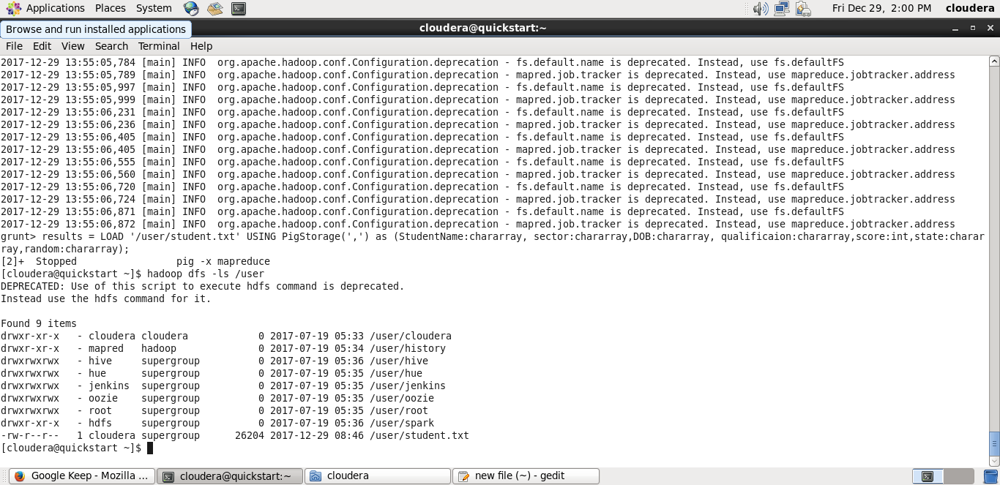 Applications Places System Fri Dec 29, 2:00 PM cloudera
Browse and run installed applications
cloudera@quickstart:~
File Edit View Search Terminal Help
2017-12-29 13:55:05,784 [main] INFO  org.apache.hadoop.conf.Configuration.deprecation - fs.default.name is deprecated. Instead, use fs.defaultFS
2017-12-29 13:55:05,789 [main] INFO  org.apache.hadoop.conf.Configuration.deprecation - mapred.job.tracker is deprecated. Instead, use mapreduce.jobtracker.address
2017-12-29 13:55:05,997 [main] INFO  org.apache.hadoop.conf.Configuration.deprecation - fs.default.name is deprecated. Instead, use fs.defaultFS
2017-12-29 13:55:05,999 [main] INFO  org.apache.hadoop.conf.Configuration.deprecation - mapred.job.tracker is deprecated. Instead, use mapreduce.jobtracker.address
2017-12-29 13:55:06,231 [main] INFO  org.apache.hadoop.conf.Configuration.deprecation - fs.default.name is deprecated. Instead, use fs.defaultFS
2017-12-29 13:55:06,236 [main] INFO  org.apache.hadoop.conf.Configuration.deprecation - mapred.job.tracker is deprecated. Instead, use mapreduce.jobtracker.address
2017-12-29 13:55:06,405 [main] INFO  org.apache.hadoop.conf.Configuration.deprecation - fs.default.name is deprecated. Instead, use fs.defaultFS
2017-12-29 13:55:06,405 [main] INFO  org.apache.hadoop.conf.Configuration.deprecation - mapred.job.tracker is deprecated. Instead, use mapreduce.jobtracker.address
2017-12-29 13:55:06,555 [main] INFO  org.apache.hadoop.conf.Configuration.deprecation - fs.default.name is deprecated. Instead, use fs.defaultFS
2017-12-29 13:55:06,560 [main] INFO  org.apache.hadoop.conf.Configuration.deprecation - mapred.job.tracker is deprecated. Instead, use mapreduce.jobtracker.address
2017-12-29 13:55:06,720 [main] INFO  org.apache.hadoop.conf.Configuration.deprecation - fs.default.name is deprecated. Instead, use fs.defaultFS
2017-12-29 13:55:06,724 [main] INFO  org.apache.hadoop.conf.Configuration.deprecation - mapred.job.tracker is deprecated. Instead, use mapreduce.jobtracker.address
2017-12-29 13:55:06,871 [main] INFO  org.apache.hadoop.conf.Configuration.deprecation - fs.default.name is deprecated. Instead, use fs.defaultFS
2017-12-29 13:55:06,872 [main] INFO  org.apache.hadoop.conf.Configuration.deprecation - mapred.job.tracker is deprecated. Instead, use mapreduce.jobtracker.address
grunt> results = LOAD '/user/student.txt' USING PigStorage(',') as (StudentName:chararray, sector:chararray,DOB:chararray, qualificaion:chararray,score:int,state:charar
ray,random:chararray);
[2]+  Stopped                 pig -x mapreduce
[cloudera@quickstart ~]$ hadoop dfs -ls /user
DEPRECATED: Use of this script to execute hdfs command is deprecated.
Instead use the hdfs command for it.
Found 9 items
drwxr-xr-x   - cloudera cloudera            0 2017-07-19 05:33 /user/cloudera
drwxr-xr-x   - mapred   hadoop              0 2017-07-19 05:34 /user/history
drwxrwxrwx   - hive     supergroup          0 2017-07-19 05:36 /user/hive
drwxrwxrwx   - hue      supergroup          0 2017-07-19 05:35 /user/hue
drwxrwxrwx   - jenkins  supergroup          0 2017-07-19 05:35 /user/jenkins
drwxrwxrwx   - oozie    supergroup          0 2017-07-19 05:35 /user/oozie
drwxrwxrwx   - root     supergroup          0 2017-07-19 05:35 /user/root
drwxr-xr-x   - hdfs     supergroup          0 2017-07-19 05:36 /user/spark
-rw-r--r--   1 cloudera supergroup      26204 2017-12-29 08:46 /user/student.txt
[cloudera@quickstart ~]$
Google Keep - Mozilla ... cloudera@quickstart:~ cloudera new file (~) - gedit